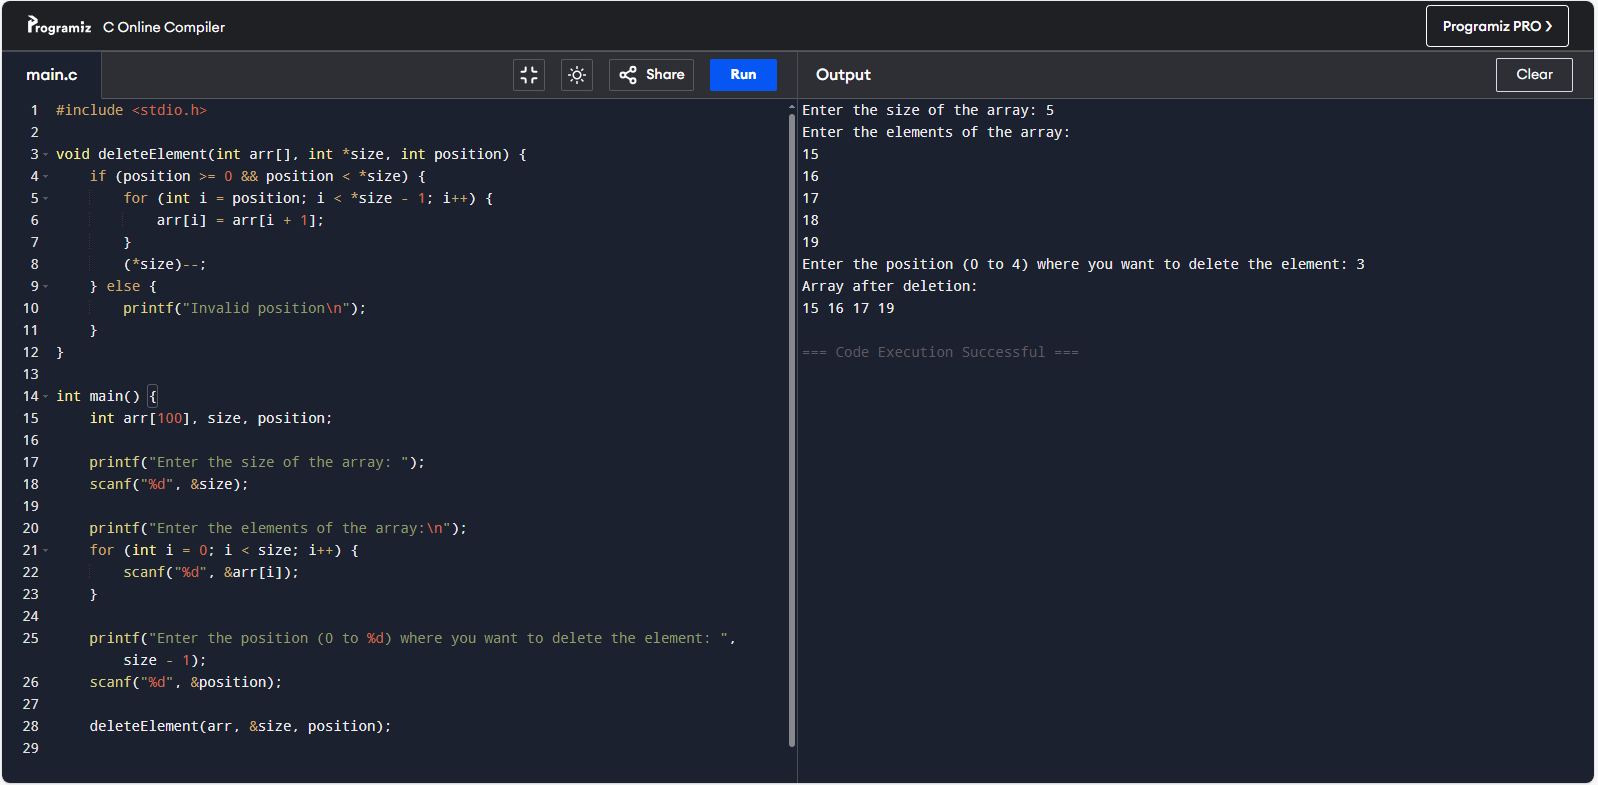 Programiz C Online Compiler
Programiz PRO >
main.c
Share
Run
Output
Clear
1 #include <stdio.h>
2
3 void deleteElement(int arr[], int *size, int position) {
4     if (position >= 0 && position < *size) {
5         for (int i = position; i < *size - 1; i++) {
6             arr[i] = arr[i + 1];
7         }
8         (*size)--;
9     } else {
10         printf("Invalid position\n");
11     }
12 }
13
14 int main() {
15     int arr[100], size, position;
16
17     printf("Enter the size of the array: ");
18     scanf("%d", &size);
19
20     printf("Enter the elements of the array:\n");
21     for (int i = 0; i < size; i++) {
22         scanf("%d", &arr[i]);
23     }
24
25     printf("Enter the position (0 to %d) where you want to delete the element: ",
        size - 1);
26     scanf("%d", &position);
27
28     deleteElement(arr, &size, position);
29
Enter the size of the array: 5
Enter the elements of the array:
15
16
17
18
19
Enter the position (0 to 4) where you want to delete the element: 3
Array after deletion:
15 16 17 19
=== Code Execution Successful ===